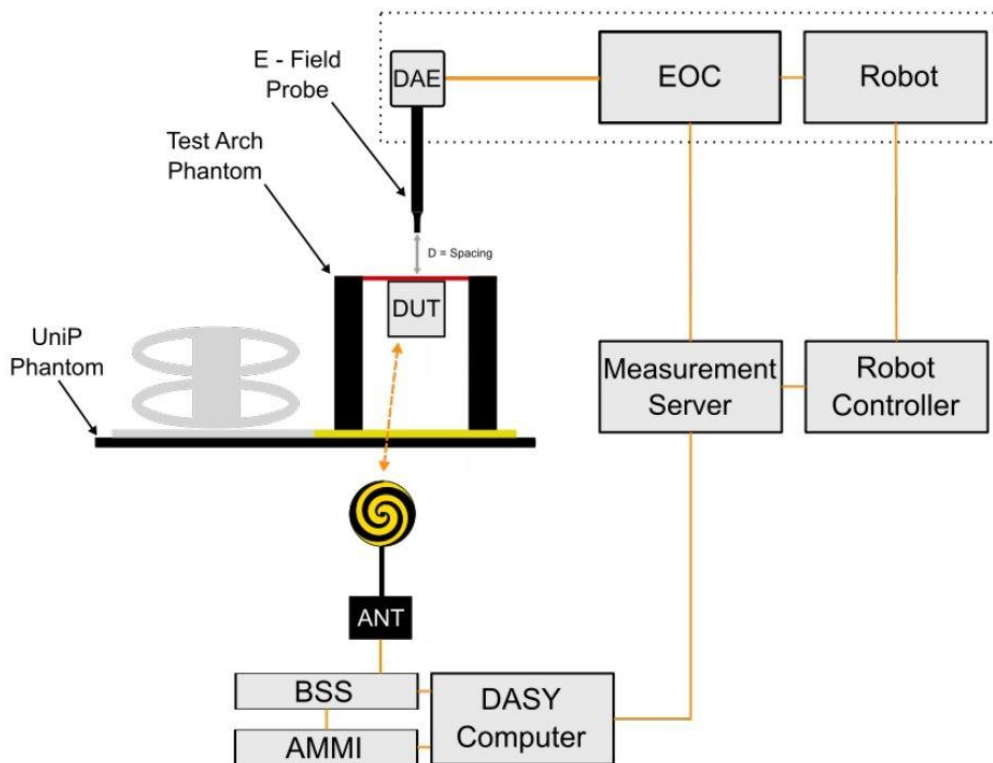 E - Field
Probe
DAE
EOC
Robot
Test Arch
Phantom
D = Spacing
DUT
UniP
Phantom
Measurement
Server
Robot
Controller
ANT
BSS
DASY
Computer
AMMI